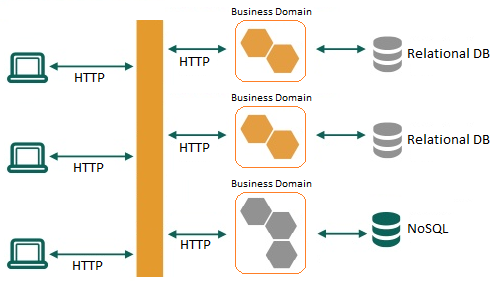 Business Domain
HTTP
HTTP
Relational DB
Business Domain
HTTP
HTTP
Relational DB
Business Domain
HTTP
HTTP
NoSQL